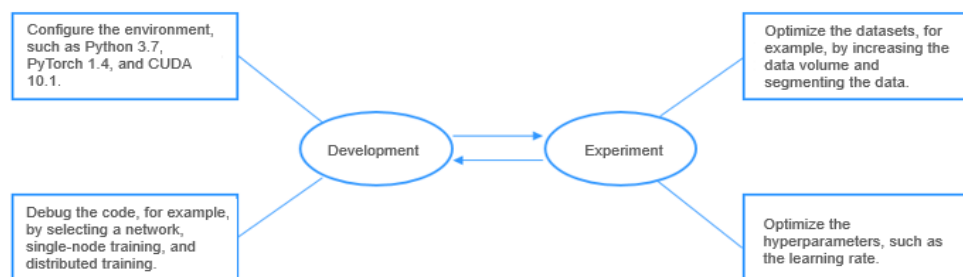 Configure the environment,
such as Python 3.7,
PyTorch 1.4, and CUDA
10.1.
Optimize the datasets, for
example, by increasing the
data volume and
segmenting the data.
Development
Experiment
Debug the code, for example,
by selecting a network,
single-node training, and
distributed training.
Optimize the
hyperparameters, such as
the learning rate.